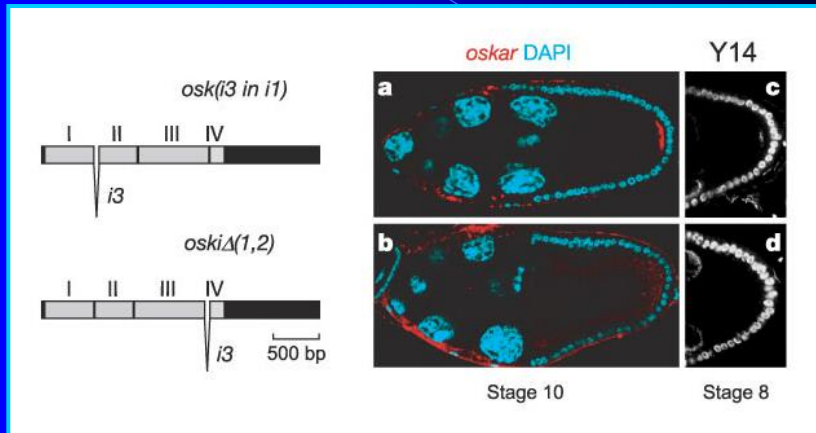 osk(i3 in i1)
I II III IV
i3
oskiΔ(1,2)
I II III IV
i3
500 bp
oskar DAPI
Y14
a
c
b
d
Stage 10
Stage 8